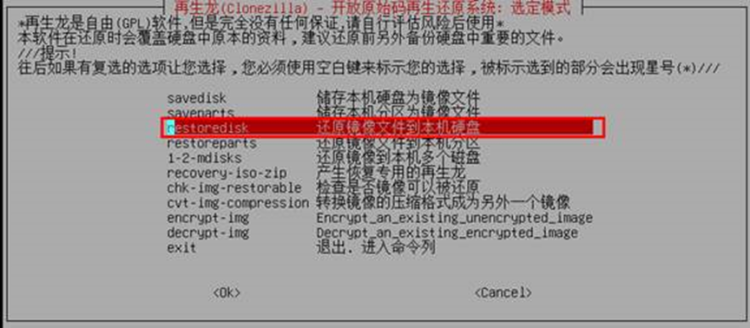 再生龙(Clonezilla) - 开放原始码再生还原系统: 选定模式
*再生龙是自由(GPL)软件,但是完全没有任何保证,请自行评估风险后使用*
本软件在还原时会覆盖硬盘中原本的资料，建议还原前另外备份硬盘中重要的文件。
///提示!
往后如果有复选的选项让您选择，您必须使用空白键来标示您的选择，被标示选到的部分会出现星号(*)///
savedisk 储存本机硬盘为镜像文件
saveparts 储存本机分区为镜像文件
restoredisk 还原镜像文件到本机硬盘
restoreparts 还原镜像文件到本机分区
1-2-mdisks 还原镜像到本机多个磁盘
recovery-iso-zip 产生恢复专用的再生龙
chk-img-restorable 检查是否镜像可以被还原
cvt-img-compression 转换镜像的压缩格式成为另外一个镜像
encrypt-img Encrypt_an_existing_unencrypted_image
decrypt-img Decrypt_an_existing_encrypted_image
exit 退出. 进入命令列
<Ok> <Cancel>